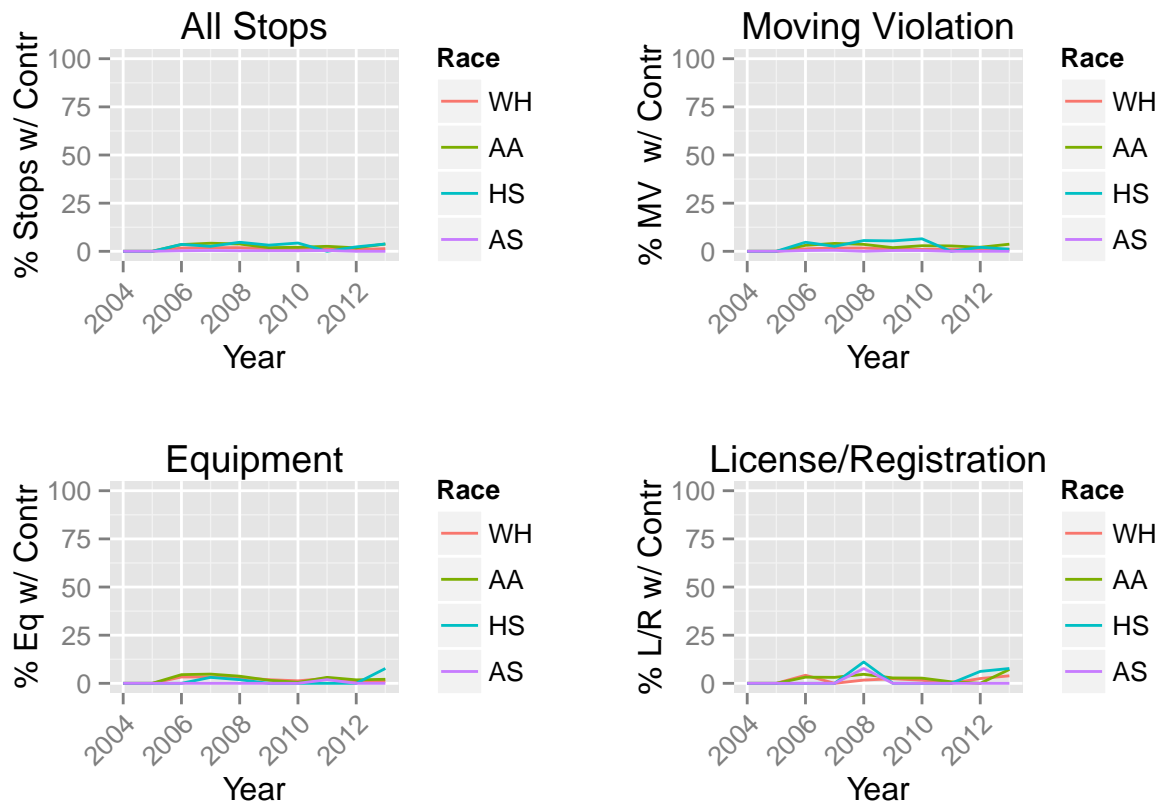 All Stops
% Stops w/ Contr
100
75
50
25
0
2004
2006
2008
2010
2012
Year
Race
WH
AA
HS
AS
Moving Violation
% MV  w/ Contr
100
75
50
25
0
2004
2006
2008
2010
2012
Year
Race
WH
AA
HS
AS
Equipment
% Eq w/ Contr
100
75
50
25
0
2004
2006
2008
2010
2012
Year
Race
WH
AA
HS
AS
License/Registration
% L/R w/ Contr
100
75
50
25
0
2004
2006
2008
2010
2012
Year
Race
WH
AA
HS
AS